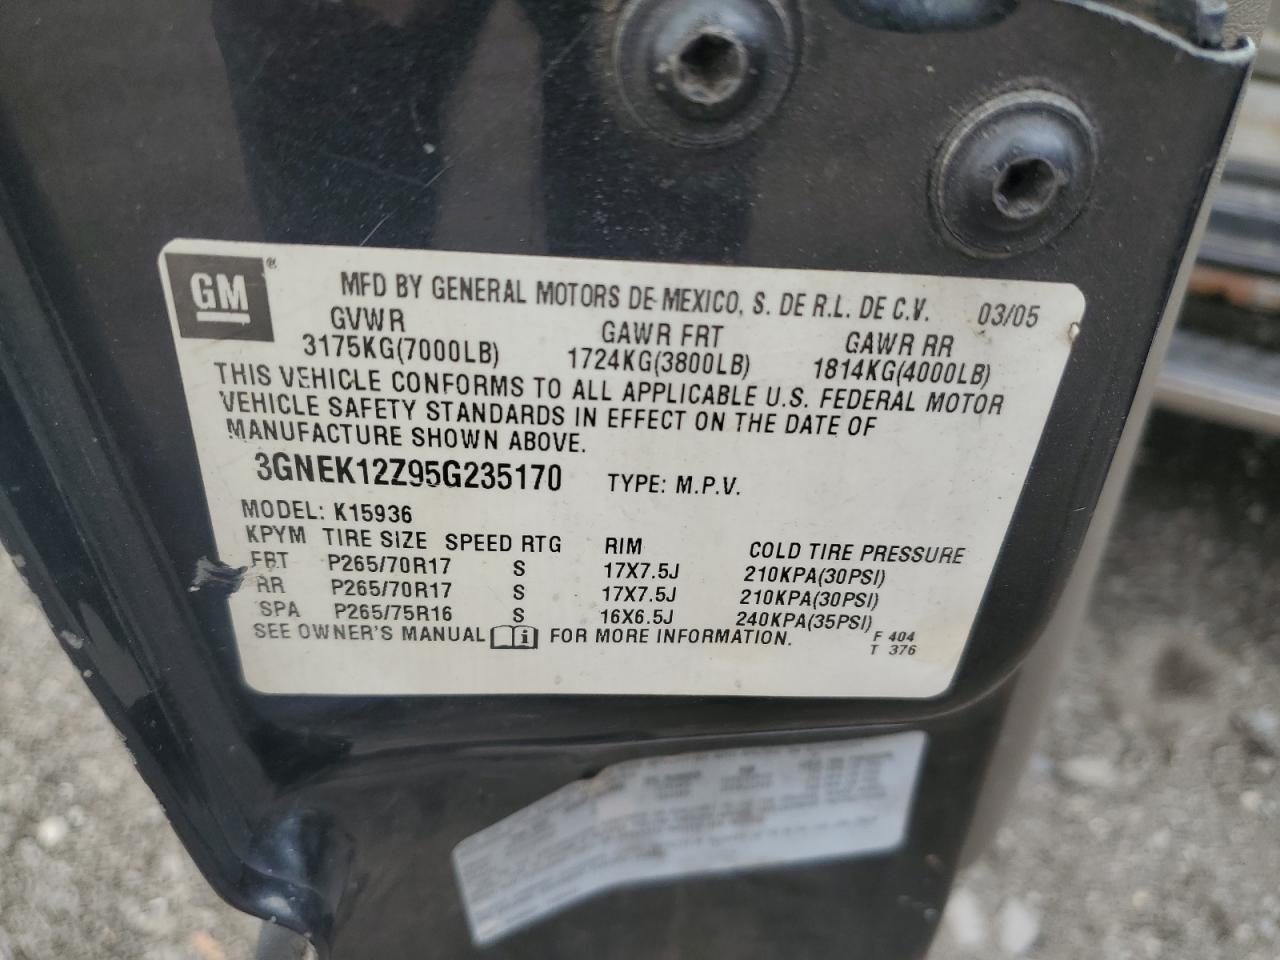 GM ® MFD BY GENERAL MOTORS DE MEXICO, S. DE R.L. DE C.V. 03/05
GVWR GAWR FRT GAWR RR
3175KG(7000LB) 1724KG(3800LB) 1814KG(4000LB)
THIS VEHICLE CONFORMS TO ALL APPLICABLE U.S. FEDERAL MOTOR
VEHICLE SAFETY STANDARDS IN EFFECT ON THE DATE OF
MANUFACTURE SHOWN ABOVE.
3GNEK12Z95G235170 TYPE: M.P.V.
MODEL: K15936
KPYM TIRE SIZE SPEED RTG RIM COLD TIRE PRESSURE
FRT P265/70R17 S 17X7.5J 210KPA(30PSI)
RR P265/70R17 S 17X7.5J 210KPA(30PSI)
SPA P265/75R16 S 16X6.5J 240KPA(35PSI)
SEE OWNER'S MANUAL i FOR MORE INFORMATION. F 404
T 376